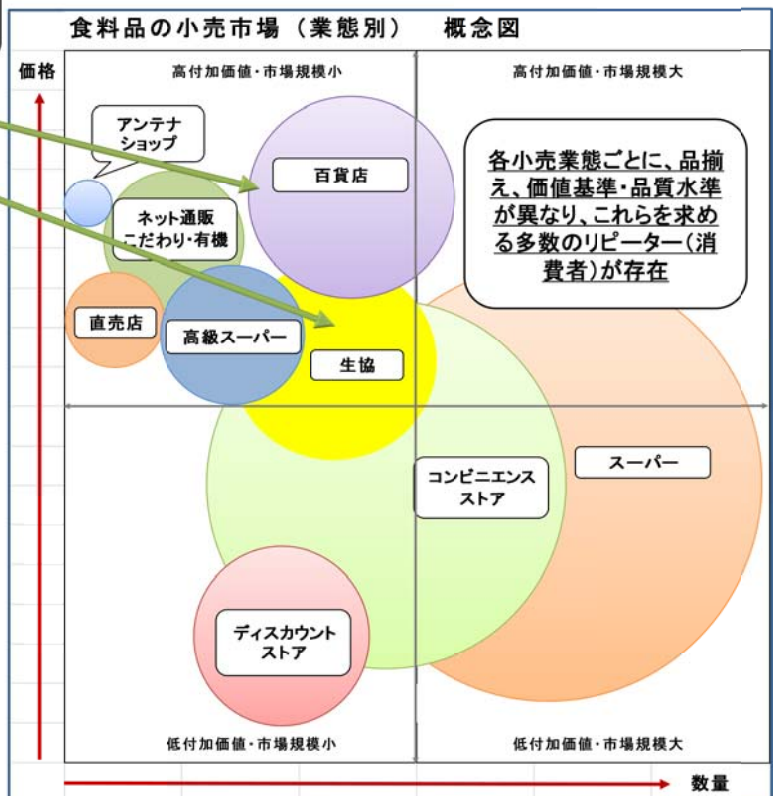 食料品の小売市場（業態別）　概念図
価格
高付加価値・市場規模小
高付加価値・市場規模大
アンテナ
ショップ
百貨店
各小売業態ごとに、品揃
え、価値基準・品質水準
が異なり、これらを求め
る多数のリピーター（消
費者）が存在
ネット通販
こだわり・有機
直売店
高級スーパー
生協
コンビニエンス
ストア
スーパー
ディスカウント
ストア
低付加価値・市場規模小
低付加価値・市場規模大
数量